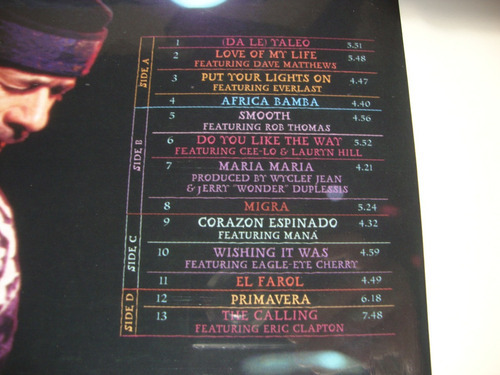 SIDE A
1 (DA LE) YALEO 5.51
2 LOVE OF MY LIFE 5.48
FEATURING DAVE MATTHEWS
3 PUT YOUR LIGHTS ON 4.47
FEATURING EVERLAST
4 AFRICA BAMBA 4.40
SIDE B
5 SMOOTH 4.56
FEATURING ROB THOMAS
6 DO YOU LIKE THE WAY 5.52
FEATURING CEE-LO & LAURYN HILL
7 MARIA MARIA 4.21
PRODUCED BY WYCLEF JEAN
& JERRY "WONDER" DUPLESSIS
8 MIGRA 5.24
SIDE C
9 CORAZON ESPINADO 4.32
FEATURING MANÁ
10 WISHING IT WAS 4.59
FEATURING EAGLE-EYE CHERRY
11 EL FAROL 4.49
SIDE D
12 PRIMAVERA 6.18
13 THE CALLING 7.48
FEATURING ERIC CLAPTON